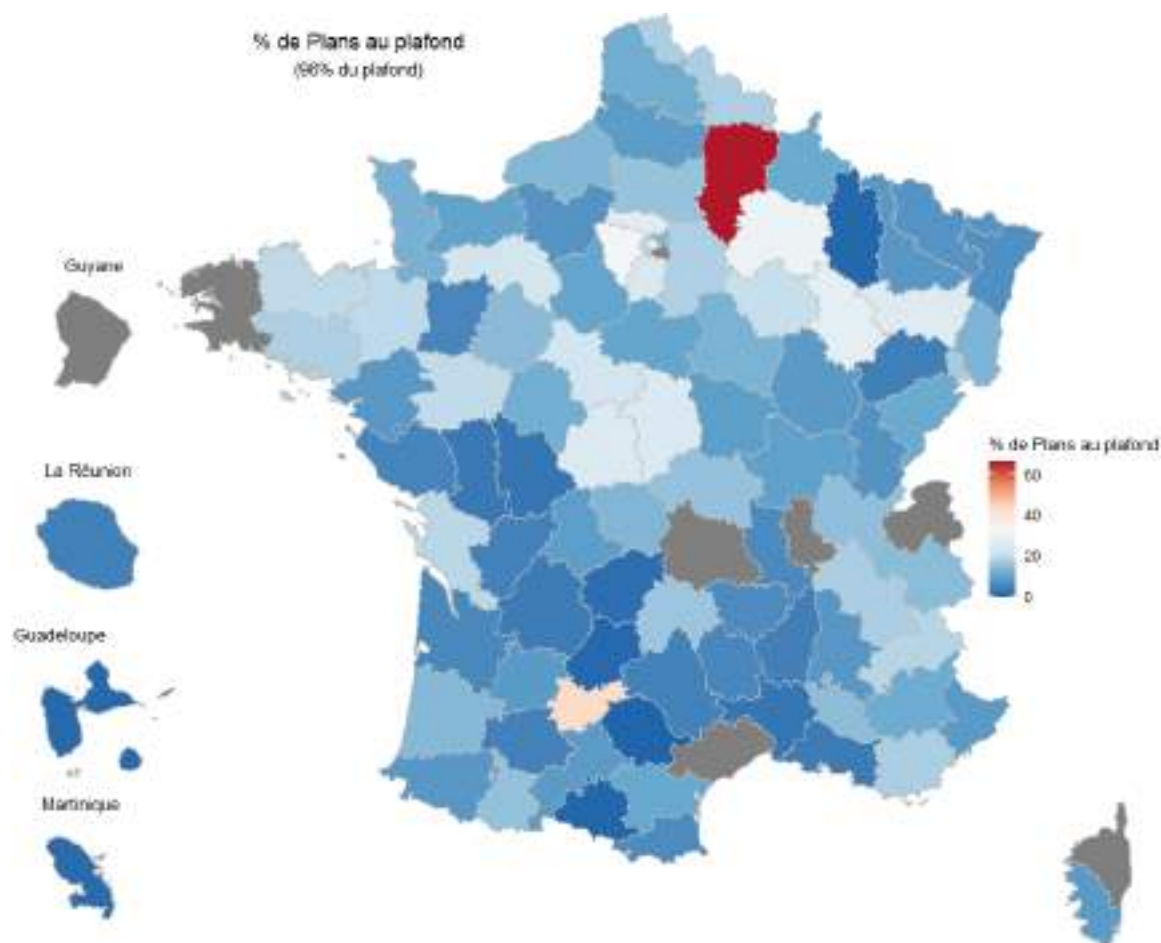 % de Plans au plafond
(96% du plafond)
Guyane
La Réunion
Guadeloupe
Martinique
% de Plans au plafond
60
40
20
0